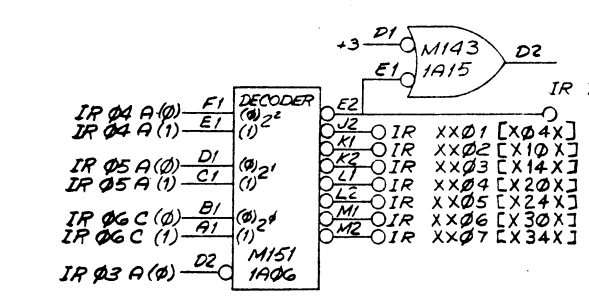 D1
+3 M143 D2
E1 1A15
IR
DECODER
IR Ø4 A (Ø) F1 (Ø) 2² E2
IR Ø4 A (1) E1 (1) J2 IR XXØ1 [XØ4X]
K1 IR XXØ2 [X1ØX]
IR Ø5 A (Ø) D1 (Ø) 2¹ K2 IR XXØ3 [X14X]
IR Ø5 A (1) C1 (1) L1 IR XXØ4 [X2ØX]
L2 IR XXØ5 [X24X]
IR Ø6 C (Ø) B1 (Ø) 2Ø M1 IR XXØ6 [X3ØX]
IR Ø6 C (1) A1 (1) M2 IR XXØ7 [X34X]
M151
IR Ø3 A (Ø) D2 1AØ6